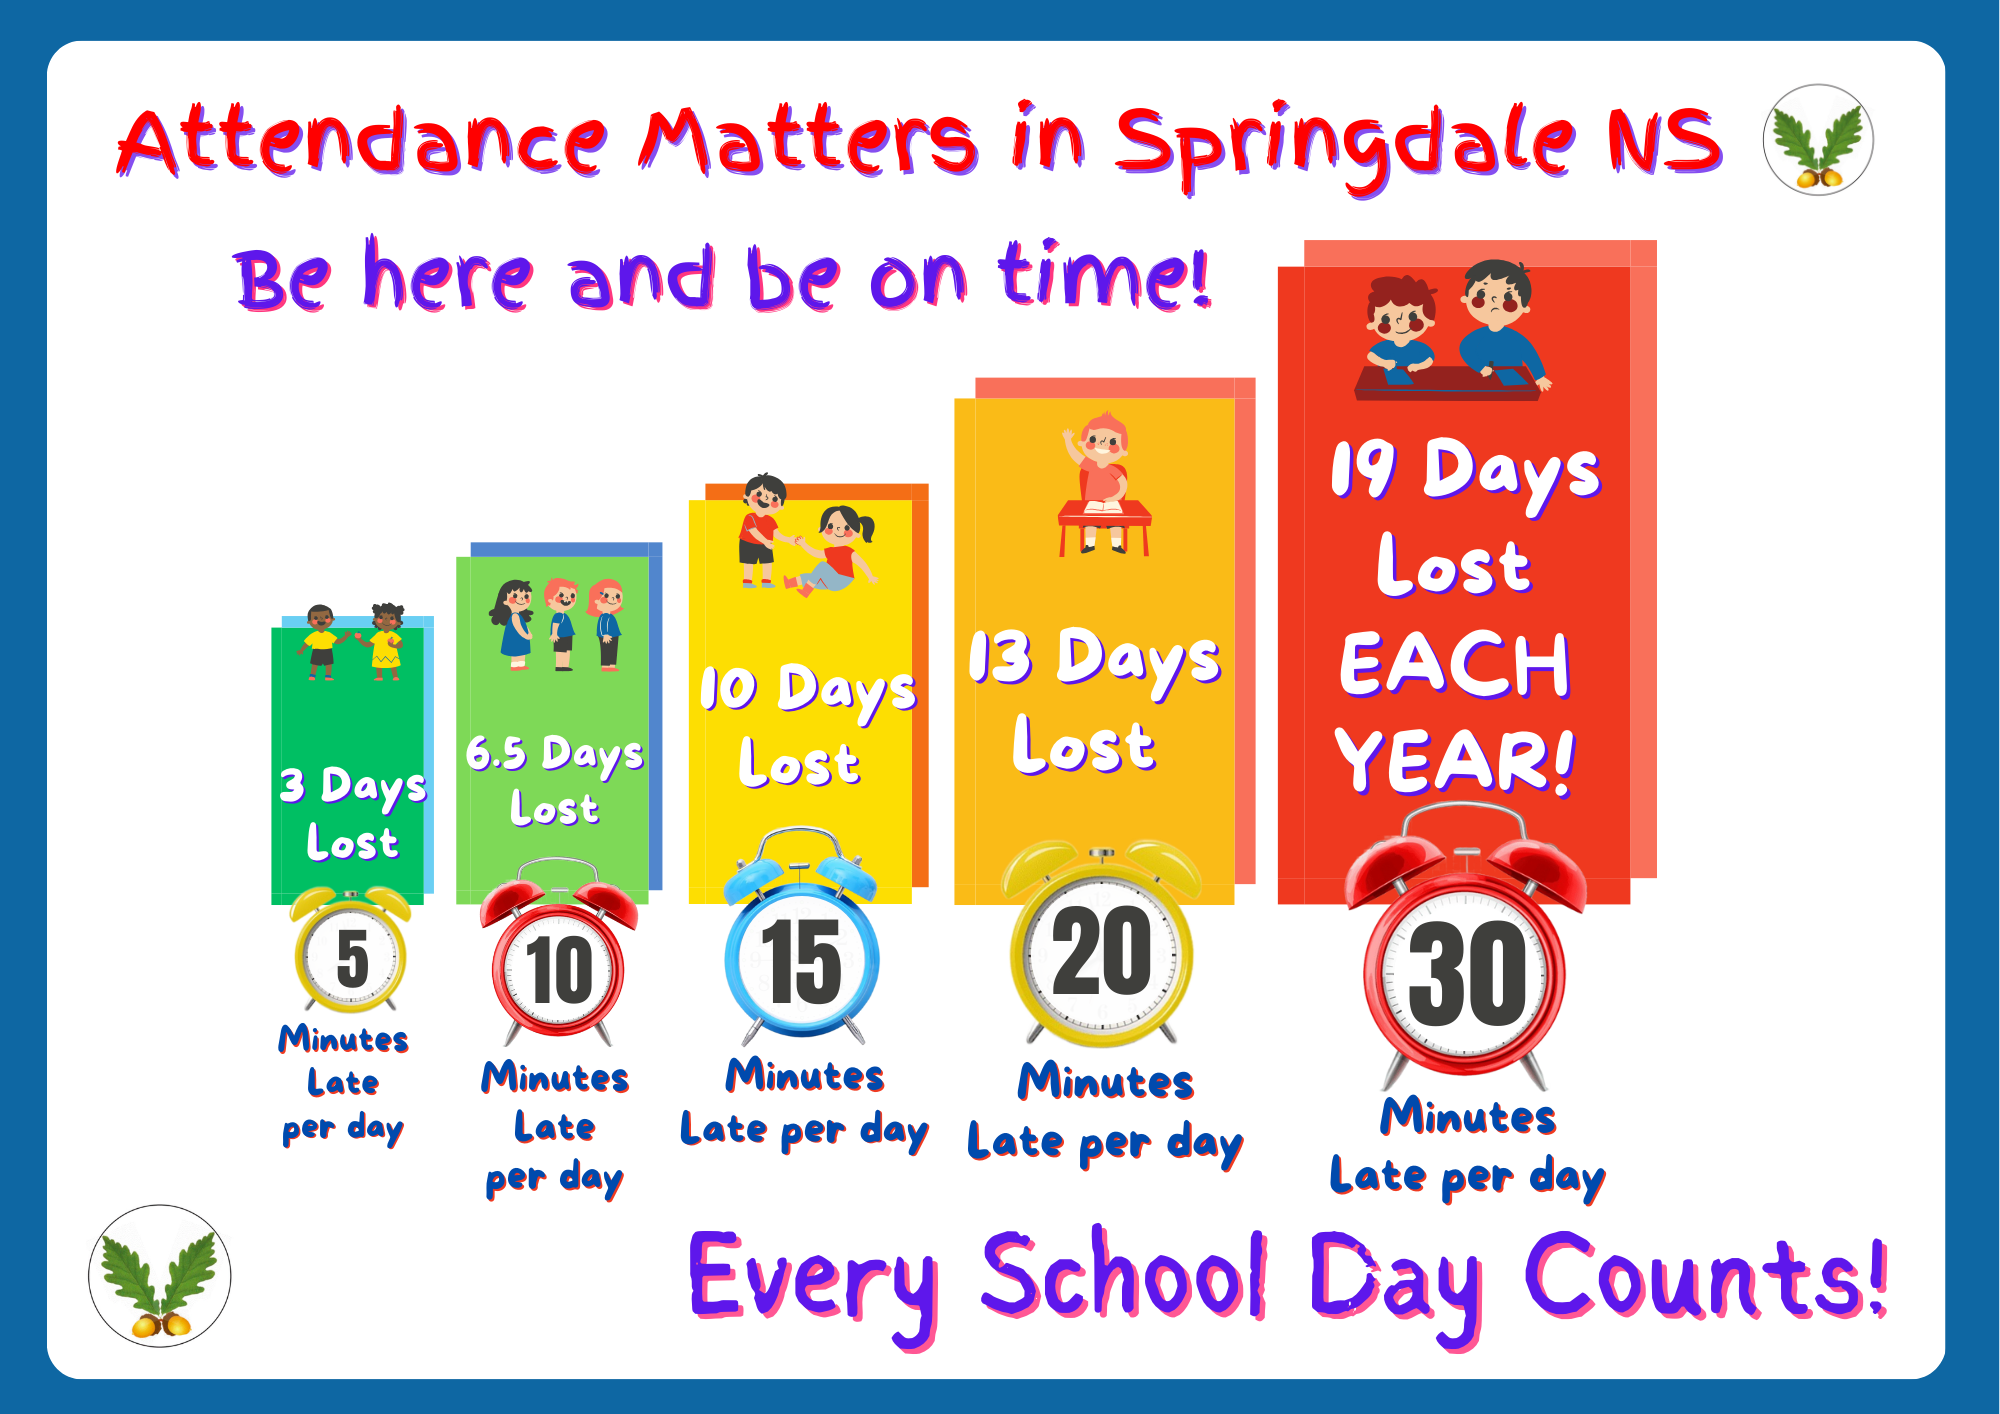 Attendance Matters in Springdale NS
Be here and be on time!
3 Days
Lost
6.5 Days
Lost
10 Days
Lost
13 Days
Lost
19 Days
Lost
EACH
YEAR!
5
Minutes
Late
per day
10
Minutes
Late
per day
15
Minutes
Late per day
20
Minutes
Late per day
30
Minutes
Late per day
Every School Day Counts!